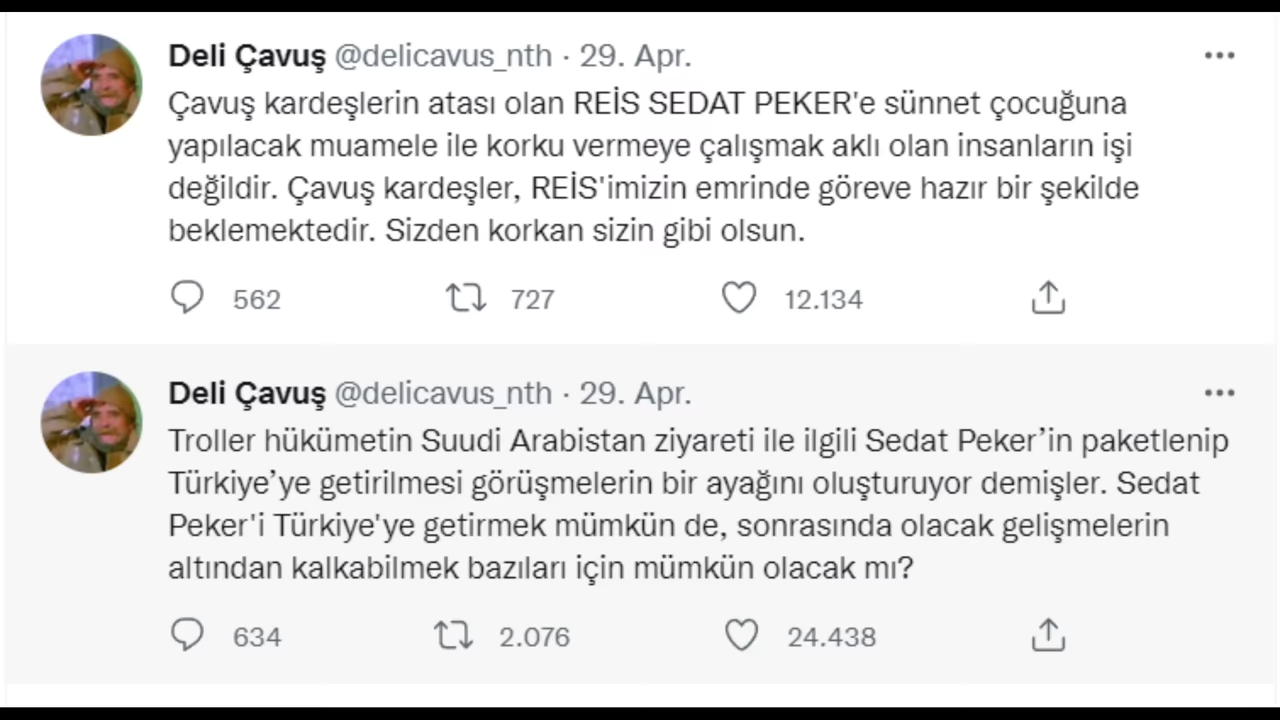 Deli Çavuş @delicavus_nth · 29. Apr.
Çavuş kardeşlerin atası olan REİS SEDAT PEKER'e sünnet çocuğuna
yapılacak muamele ile korku vermeye çalışmak aklı olan insanların işi
değildir. Çavuş kardeşler, REİS'imizin emrinde göreve hazır bir şekilde
beklemektedir. Sizden korkan sizin gibi olsun.
562 727 12.134
Deli Çavuş @delicavus_nth · 29. Apr.
Troller hükümetin Suudi Arabistan ziyareti ile ilgili Sedat Peker’in paketlenip
Türkiye’ye getirilmesi görüşmelerin bir ayağını oluşturuyor demişler. Sedat
Peker'i Türkiye'ye getirmek mümkün de, sonrasında olacak gelişmelerin
altından kalkabilmek bazıları için mümkün olacak mı?
634 2.076 24.438